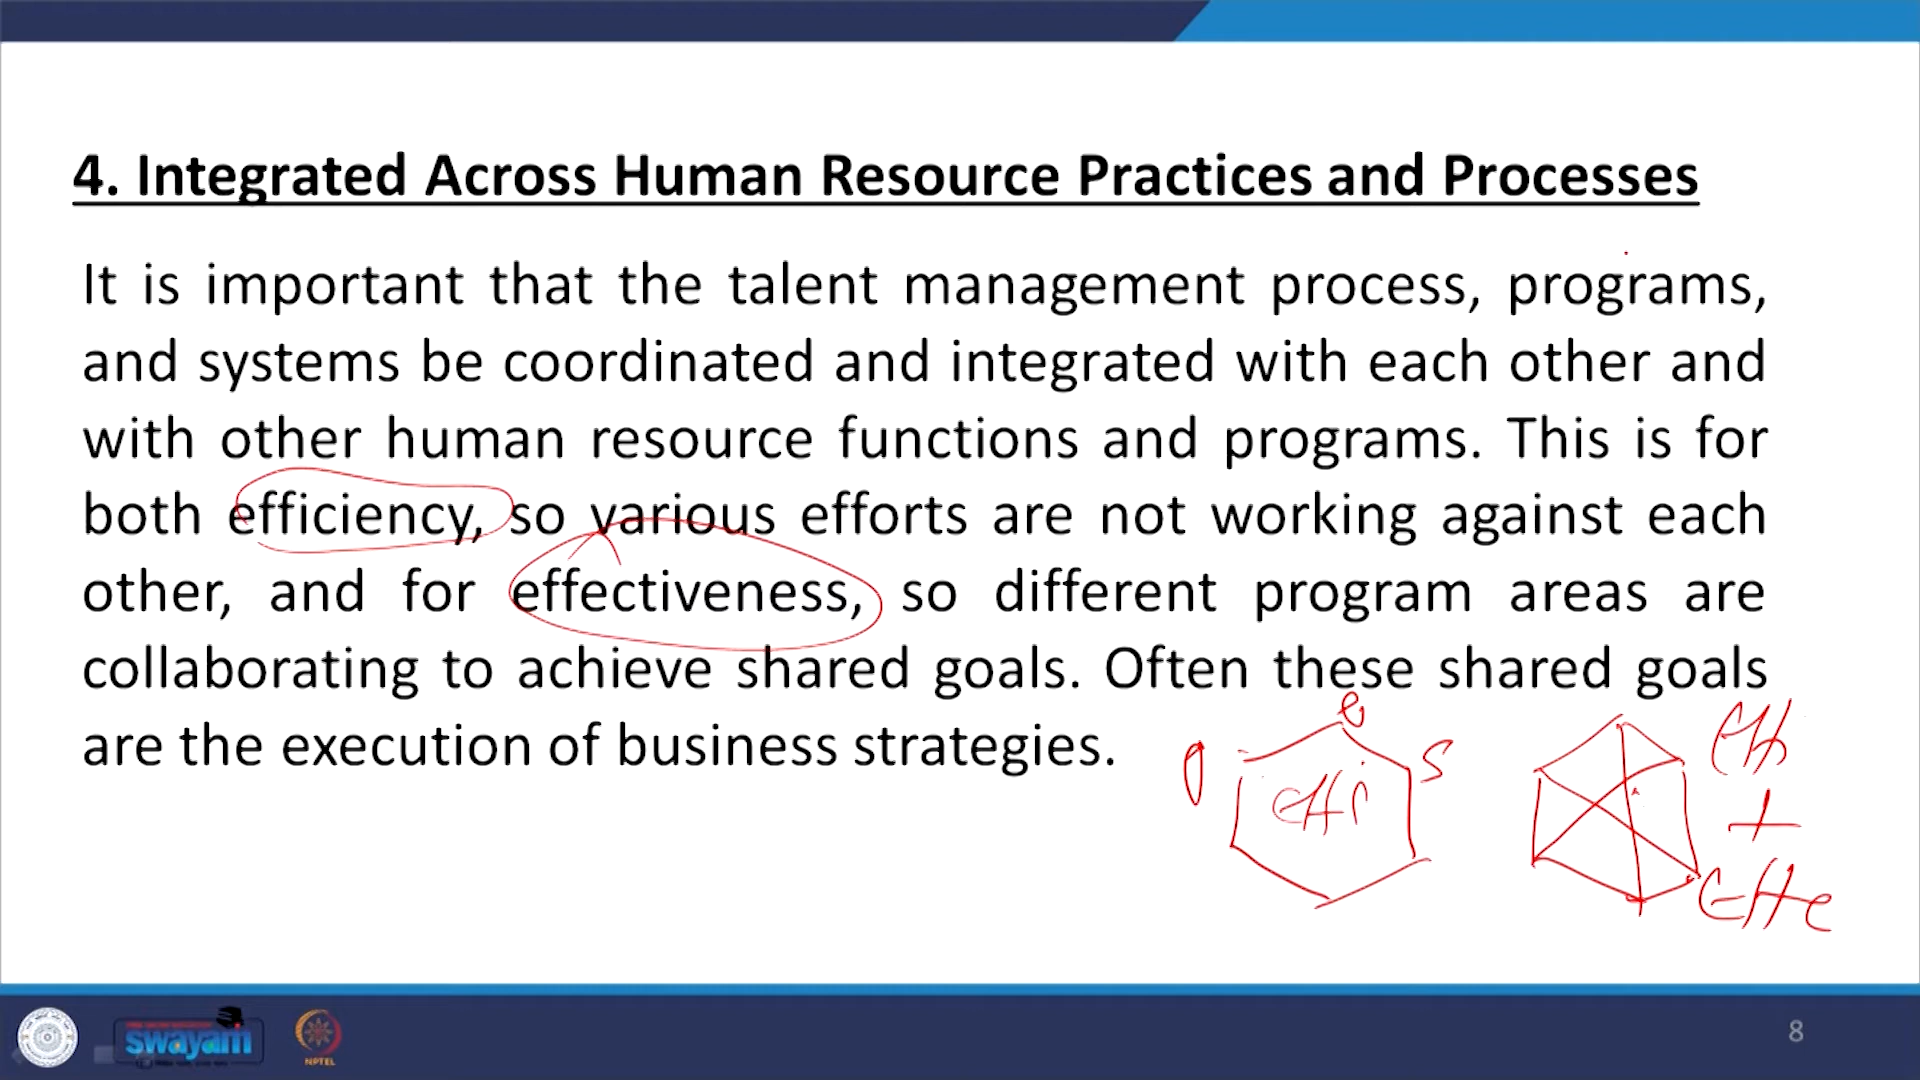 4. Integrated Across Human Resource Practices and Processes
It is important that the talent management process, programs,
and systems be coordinated and integrated with each other and
with other human resource functions and programs. This is for
both efficiency, so various efforts are not working against each
other, and for effectiveness, so different program areas are
collaborating to achieve shared goals. Often these shared goals
are the execution of business strategies.
Effi
+
Effe
swayam
NPTEL
8